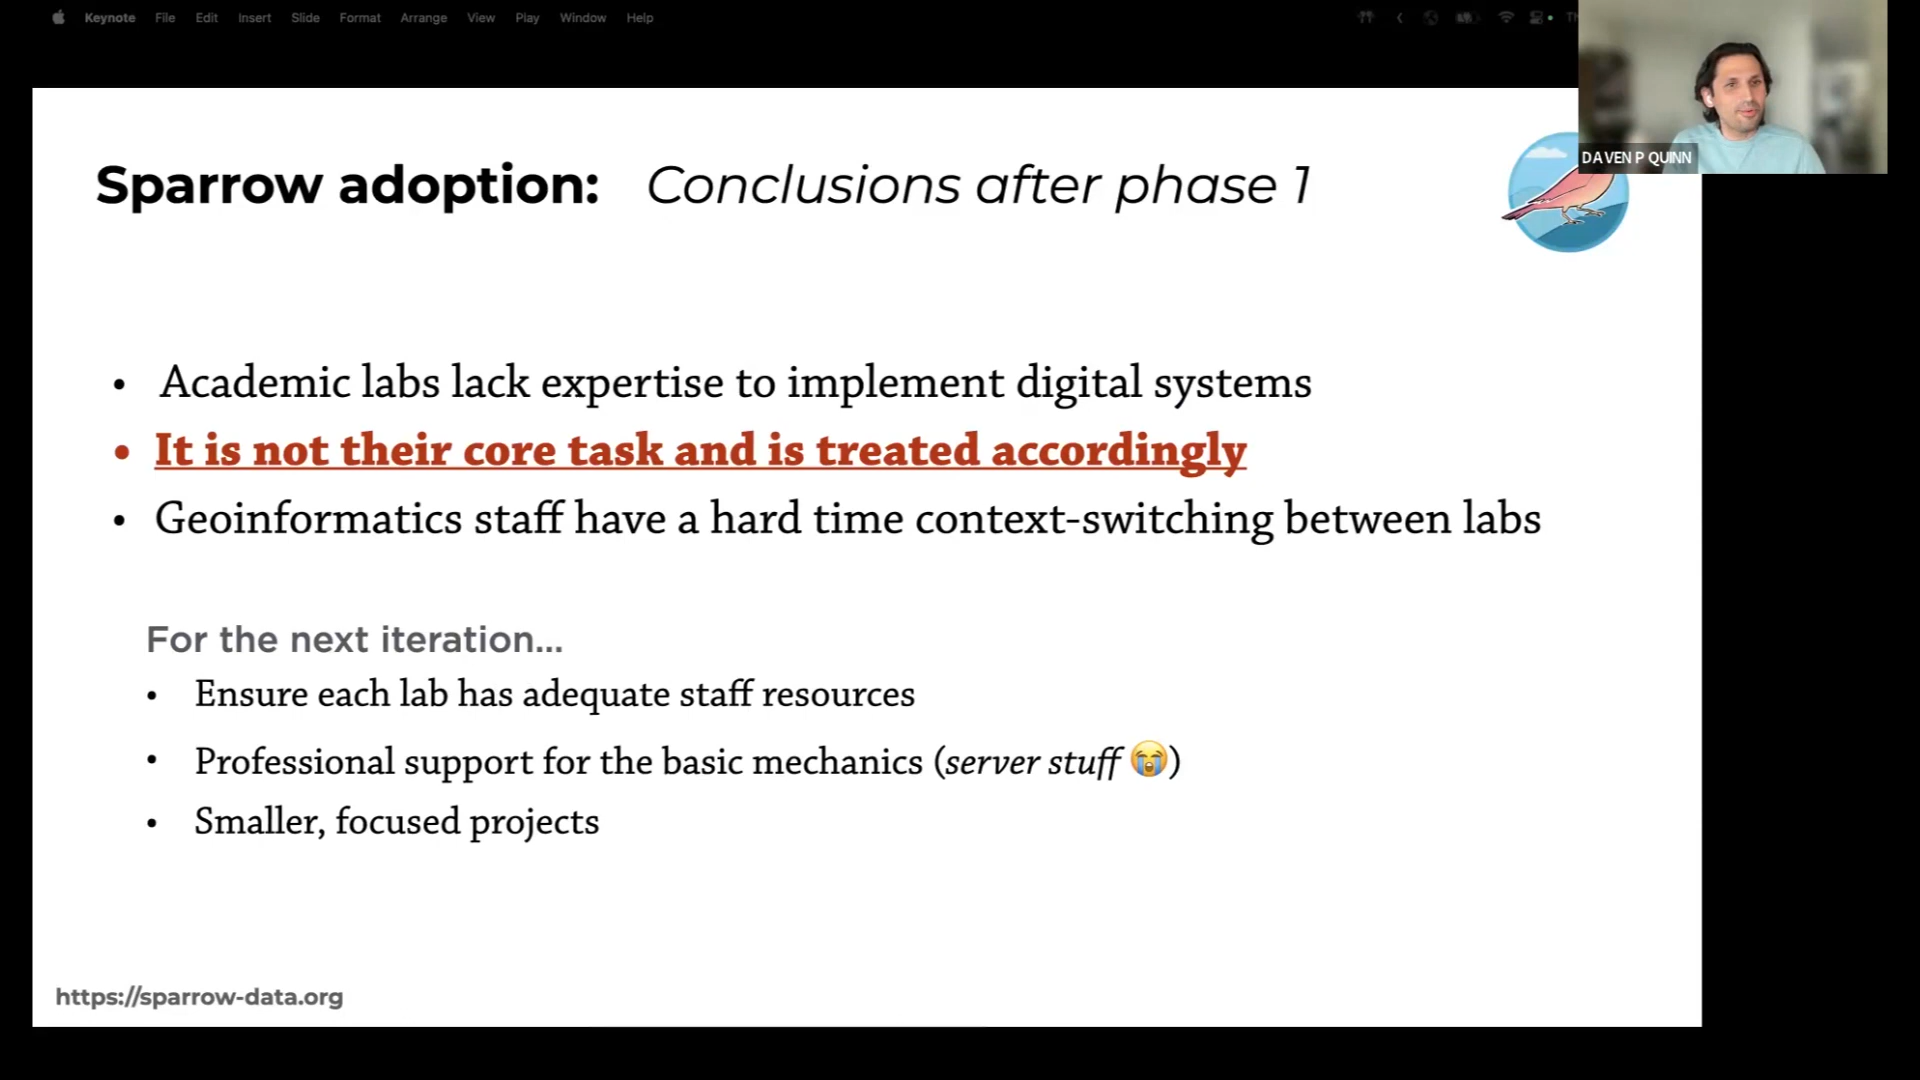 Keynote File Edit Insert Slide Format Arrange View Play Window Help
DAVEN P QUINN
Sparrow adoption: Conclusions after phase 1
• Academic labs lack expertise to implement digital systems
• It is not their core task and is treated accordingly
• Geoinformatics staff have a hard time context-switching between labs
For the next iteration...
• Ensure each lab has adequate staff resources
• Professional support for the basic mechanics (server stuff 😭)
• Smaller, focused projects
https://sparrow-data.org